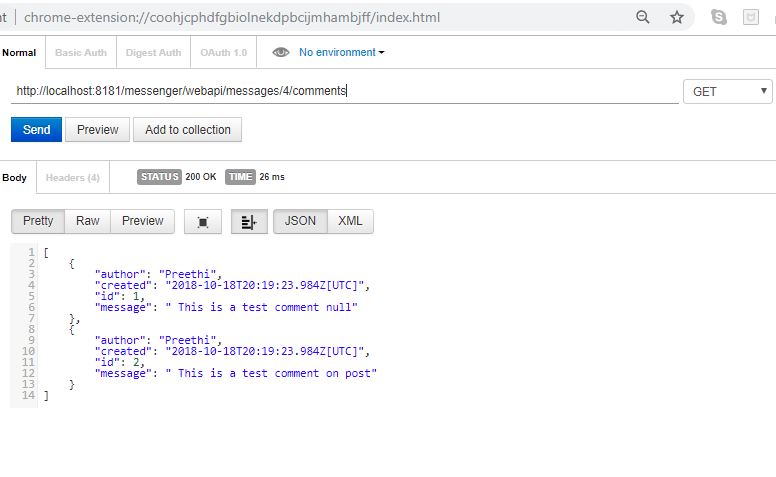 nt | chrome-extension://coohjcphdfgbiolnekdpbcijmhambjff/index.html
Normal Basic Auth Digest Auth OAuth 1.0 No environment
http://localhost:8181/messenger/webapi/messages/4/comments GET
Send Preview Add to collection
Body Headers (4) STATUS 200 OK TIME 26 ms
Pretty Raw Preview JSON XML
1 [
2 {
3 "author": "Preethi",
4 "created": "2018-10-18T20:19:23.984Z[UTC]",
5 "id": 1,
6 "message": " This is a test comment null"
7 },
8 {
9 "author": "Preethi",
10 "created": "2018-10-18T20:19:23.984Z[UTC]",
11 "id": 2,
12 "message": " This is a test comment on post"
13 }
14 ]